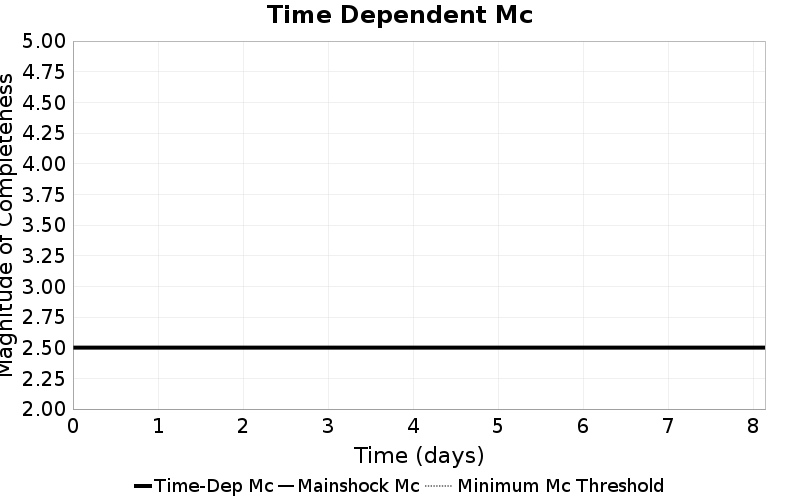 Time Dependent Mc
5.00
4.75
4.50
4.25
4.00
3.75
3.50
3.25
3.00
2.75
2.50
2.25
2.00
Magnitude of Completeness
0 1 2 3 4 5 6 7 8
Time (days)
Time-Dep Mc Mainshock Mc Minimum Mc Threshold